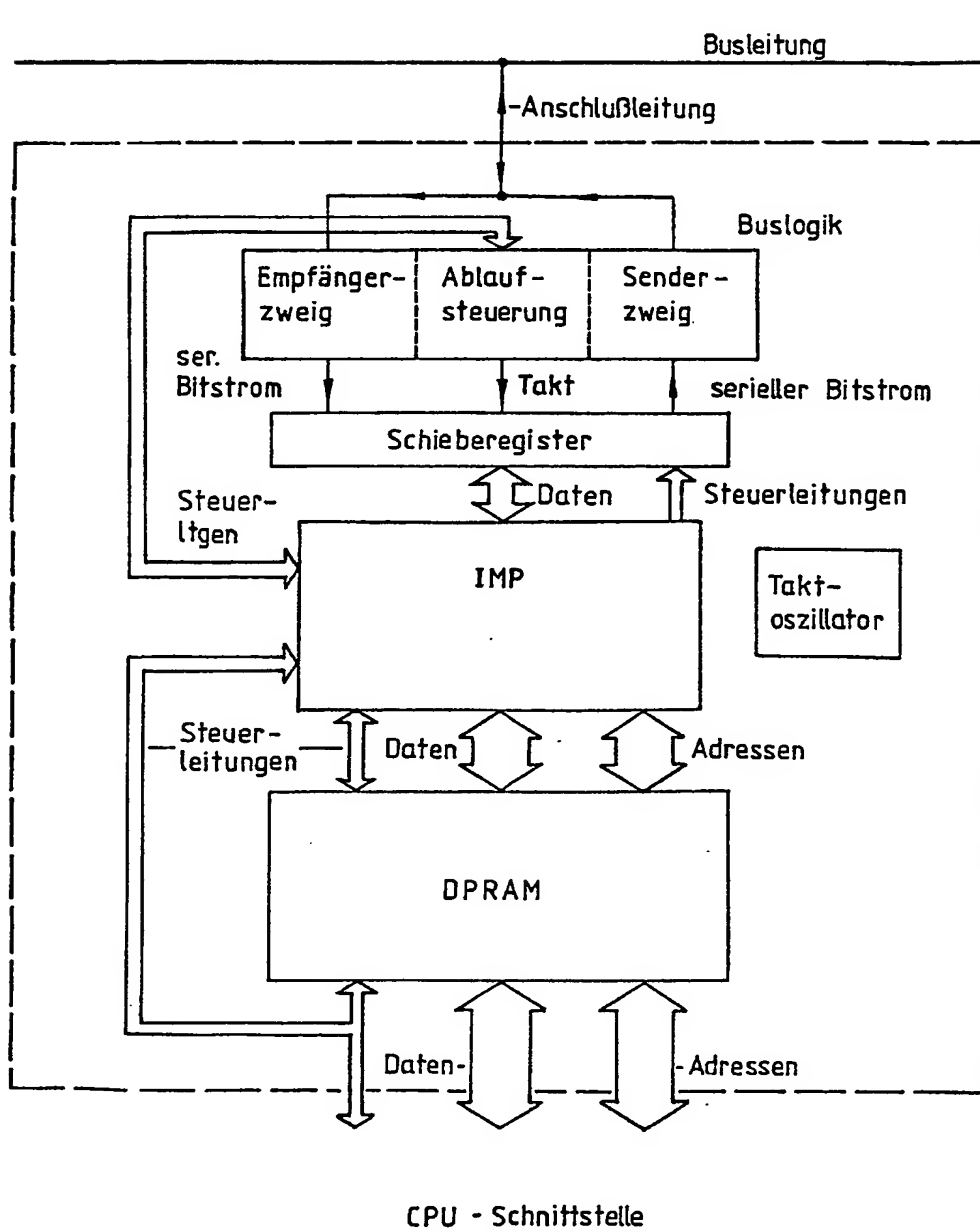 Busleitung
-Anschlußleitung
Buslogik
Empfänger-
zweig
Ablauf-
steuerung
Sender-
zweig
ser.
Bitstrom
Takt
serieller Bitstrom
Schieberegister
Daten
Steuerleitungen
Steuer-
ltgen
IMP
Takt-
oszillator
Steuer-
leitungen
Daten
Adressen
DPRAM
Daten-
-Adressen
CPU - Schnittstelle